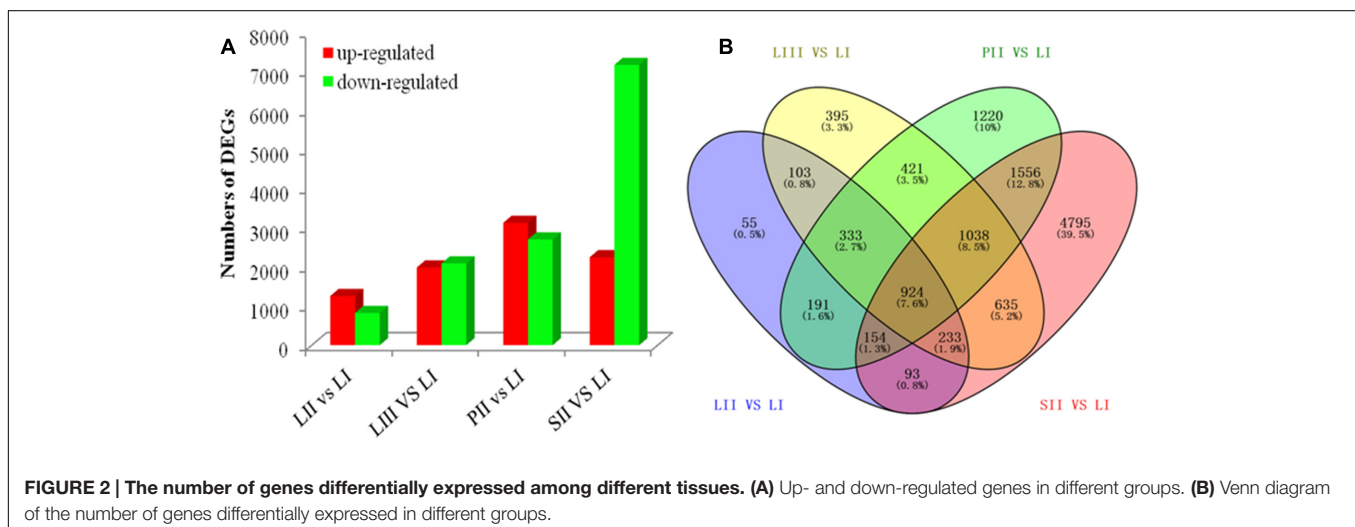 A
8000
7000
6000
5000
4000
3000
2000
1000
0
Numbers of DEGs
up-regulated
down-regulated
LII vs LI
LIII VS LI
PII vs LI
SII VS LI
B
LIII VS LI
PII VS LI
395
(3.3%)
1220
(10%)
103
(0.8%)
421
(3.5%)
1556
(12.8%)
55
(0.5%)
333
(2.7%)
1038
(8.5%)
4795
(39.5%)
924
(7.6%)
191
(1.6%)
635
(5.2%)
154
(1.3%)
233
(1.9%)
93
(0.8%)
LII VS LI
SII VS LI
FIGURE 2 | The number of genes differentially expressed among different tissues. (A) Up- and down-regulated genes in different groups. (B) Venn diagram
of the number of genes differentially expressed in different groups.